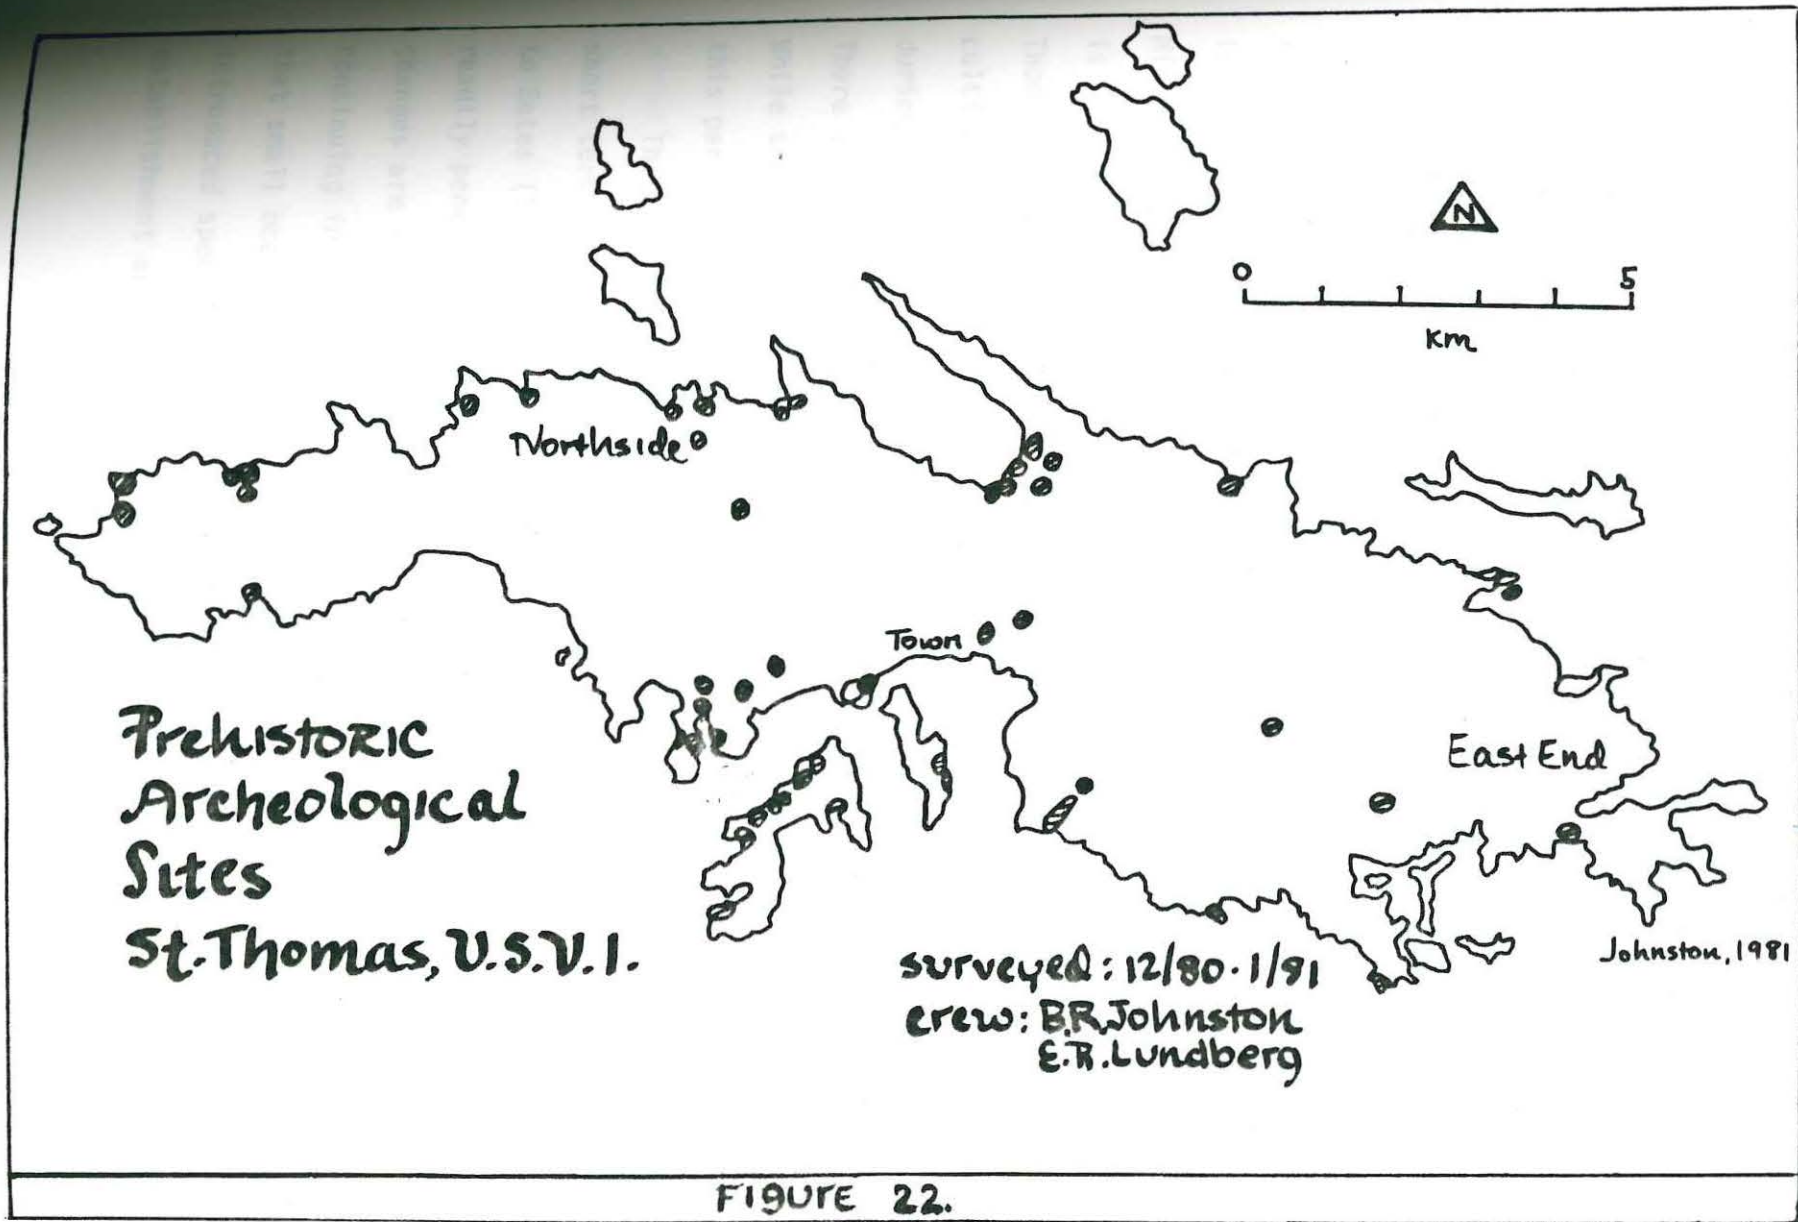 N
0 5
Km
Northside
Town
East End
Prehistoric
Archeological
Sites
St. Thomas, U.S.V.I.
surveyed: 12/80-1/81
crew: B.R. Johnston
E.R. Lundberg
Johnston, 1981
FIGURE 22.